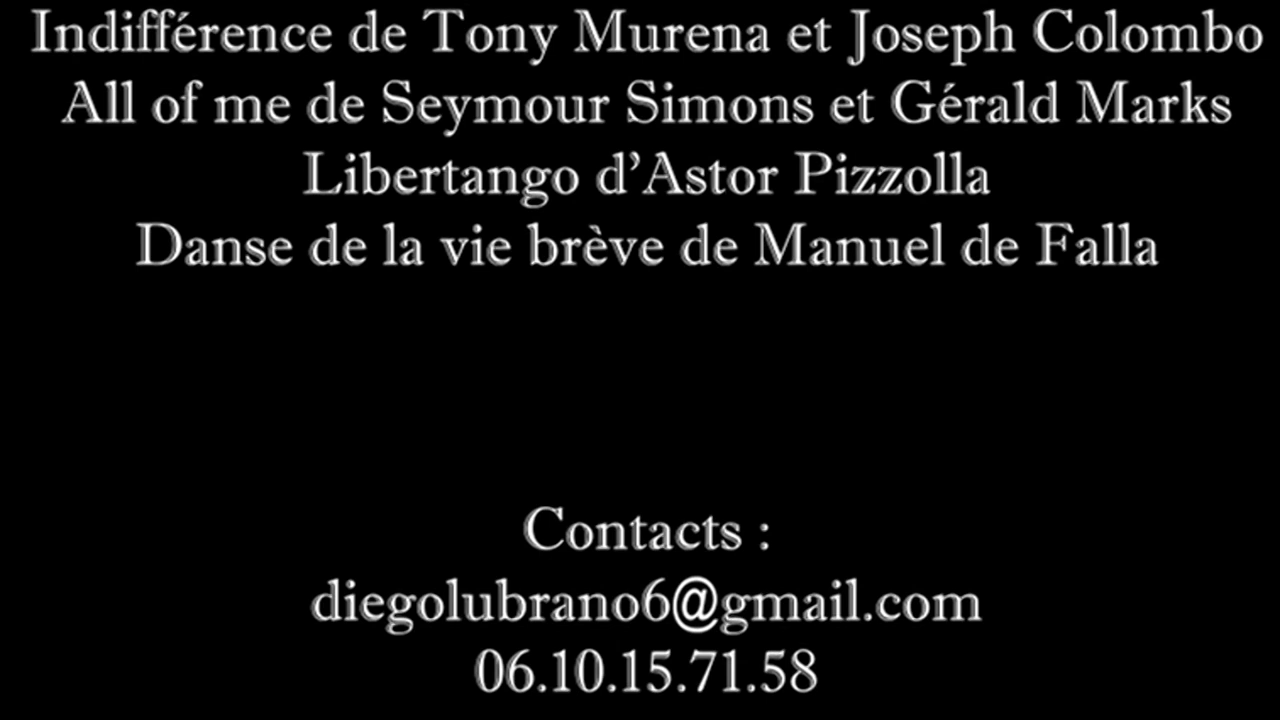 Indifférence de Tony Murena et Joseph Colombo
All of me de Seymour Simons et Gérald Marks
Libertango d’Astor Pizzolla
Danse de la vie brève de Manuel de Falla
Contacts :
diegolubrano6@gmail.com
06.10.15.71.58